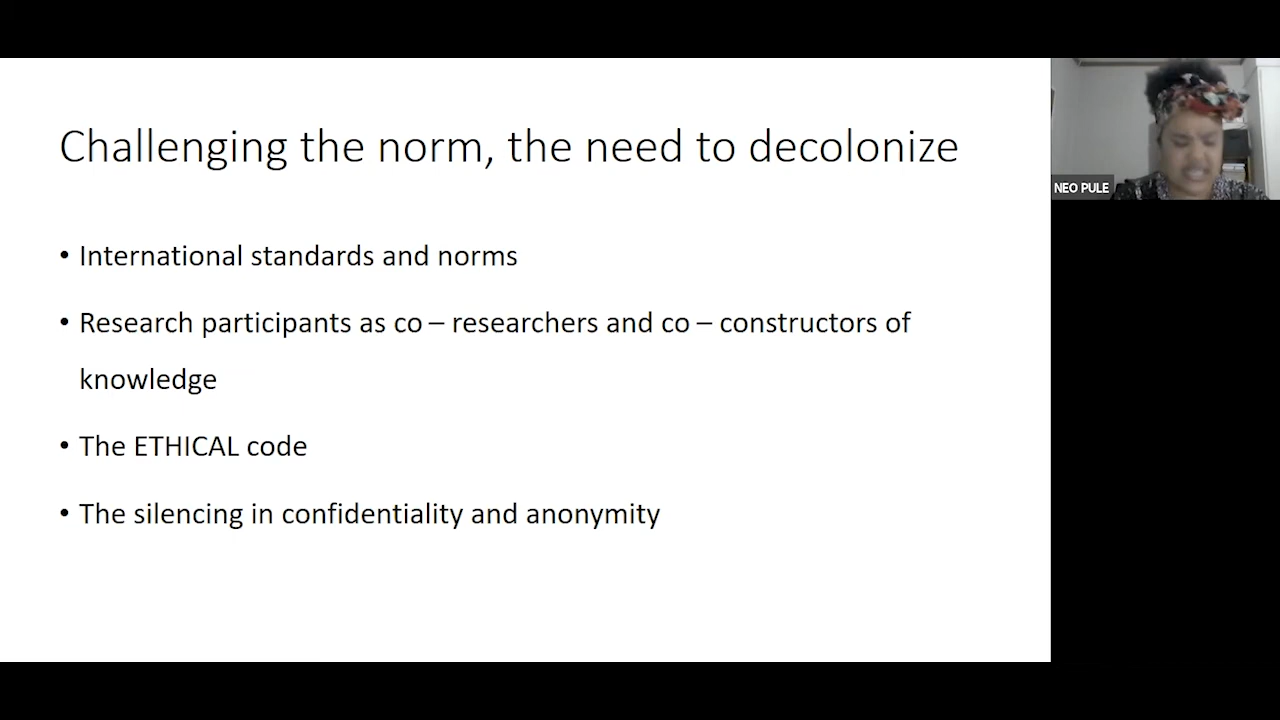 Challenging the norm, the need to decolonize
• International standards and norms
• Research participants as co – researchers and co – constructors of
knowledge
• The ETHICAL code
• The silencing in confidentiality and anonymity
NEO PULE